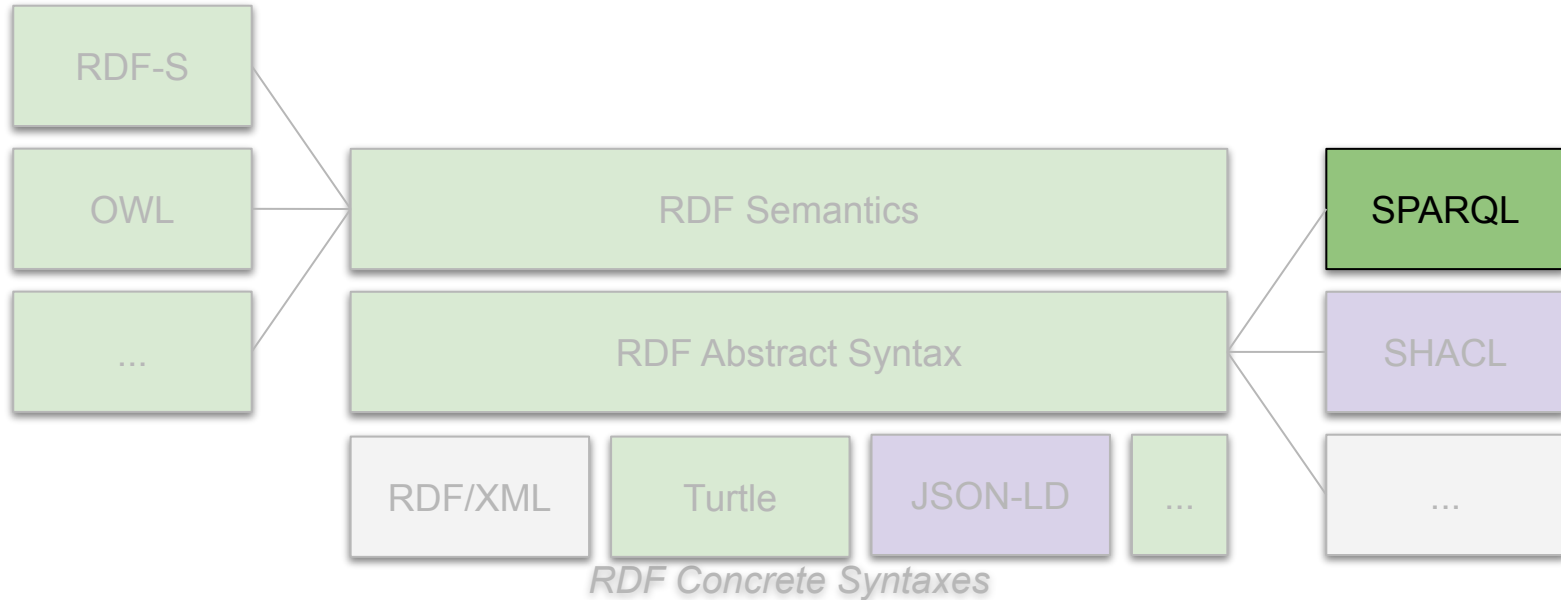 RDF-S
OWL
RDF Semantics
SPARQL
...
RDF Abstract Syntax
SHACL
RDF/XML
Turtle
JSON-LD
...
...
RDF Concrete Syntaxes